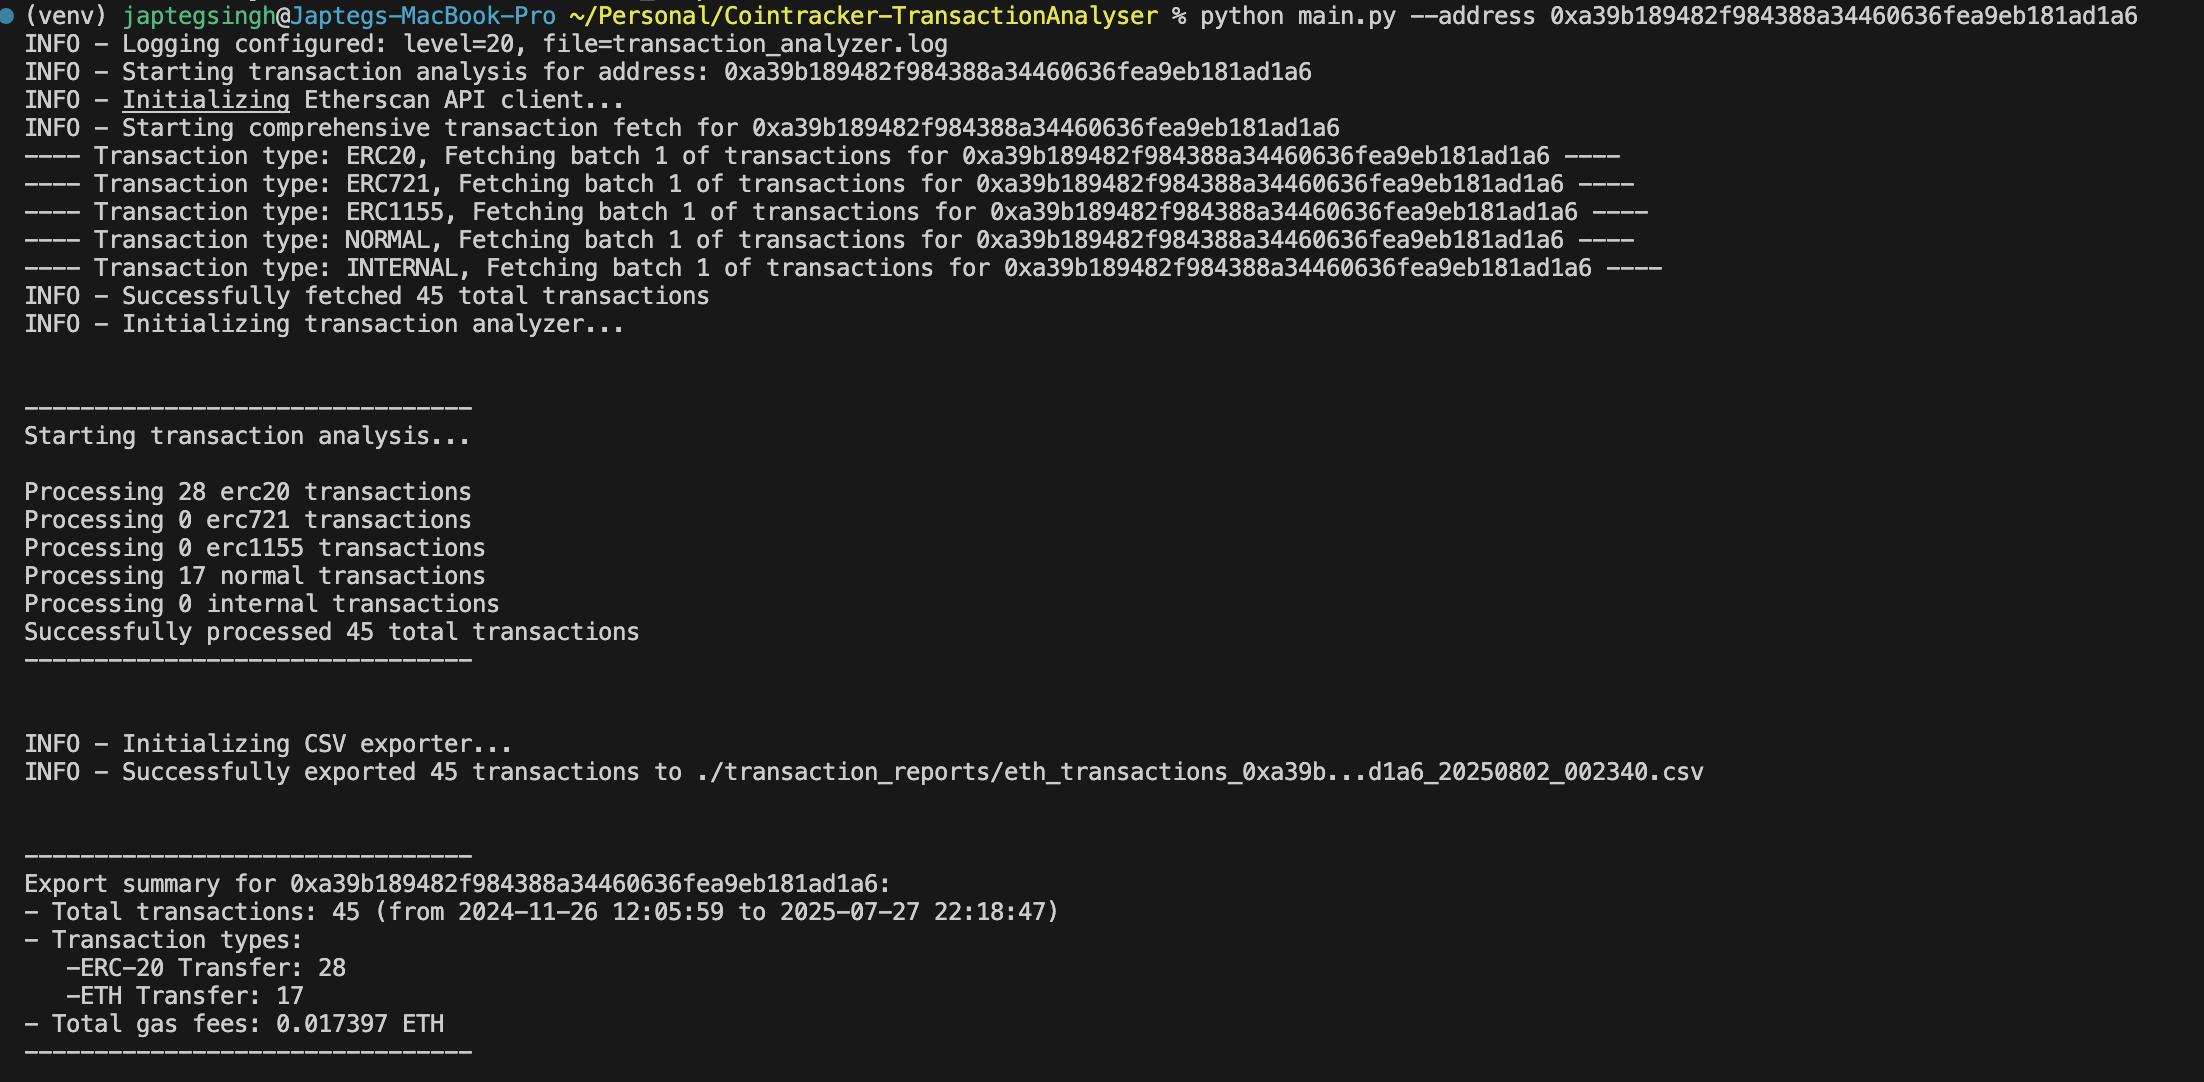 (venv) japtegsingh@Japtegs-MacBook-Pro ~/Personal/Cointracker-TransactionAnalyser % python main.py --address 0xa39b189482f984388a34460636fea9eb181ad1a6
INFO - Logging configured: level=20, file=transaction_analyzer.log
INFO - Starting transaction analysis for address: 0xa39b189482f984388a34460636fea9eb181ad1a6
INFO - Initializing Etherscan API client...
INFO - Starting comprehensive transaction fetch for 0xa39b189482f984388a34460636fea9eb181ad1a6
---- Transaction type: ERC20, Fetching batch 1 of transactions for 0xa39b189482f984388a34460636fea9eb181ad1a6 ----
---- Transaction type: ERC721, Fetching batch 1 of transactions for 0xa39b189482f984388a34460636fea9eb181ad1a6 ----
---- Transaction type: ERC1155, Fetching batch 1 of transactions for 0xa39b189482f984388a34460636fea9eb181ad1a6 ----
---- Transaction type: NORMAL, Fetching batch 1 of transactions for 0xa39b189482f984388a34460636fea9eb181ad1a6 ----
---- Transaction type: INTERNAL, Fetching batch 1 of transactions for 0xa39b189482f984388a34460636fea9eb181ad1a6 ----
INFO - Successfully fetched 45 total transactions
INFO - Initializing transaction analyzer...
--------------------------------
Starting transaction analysis...
Processing 28 erc20 transactions
Processing 0 erc721 transactions
Processing 0 erc1155 transactions
Processing 17 normal transactions
Processing 0 internal transactions
Successfully processed 45 total transactions
--------------------------------
INFO - Initializing CSV exporter...
INFO - Successfully exported 45 transactions to ./transaction_reports/eth_transactions_0xa39b...d1a6_20250802_002340.csv
--------------------------------
Export summary for 0xa39b189482f984388a34460636fea9eb181ad1a6:
- Total transactions: 45 (from 2024-11-26 12:05:59 to 2025-07-27 22:18:47)
- Transaction types:
-ERC-20 Transfer: 28
-ETH Transfer: 17
- Total gas fees: 0.017397 ETH
--------------------------------